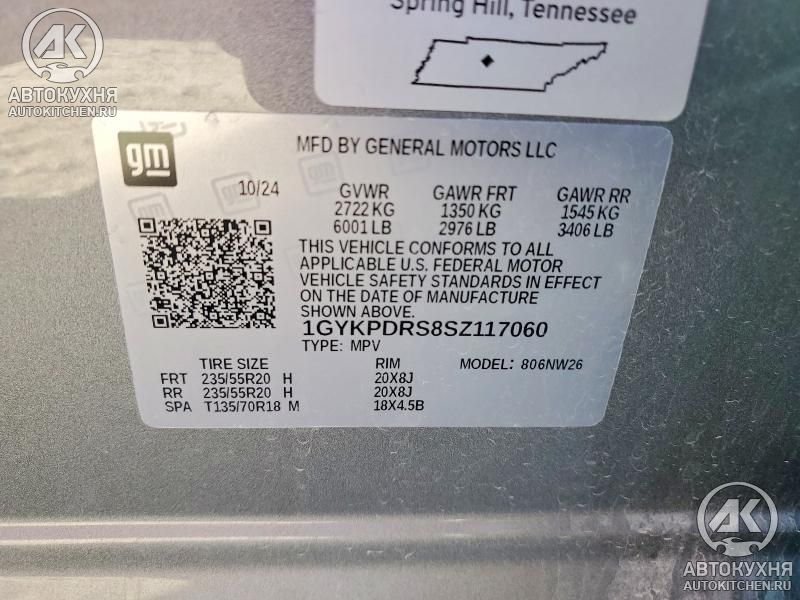 Spring Hill, Tennessee
АВТОКУХНЯ
AUTOKITCHEN.RU
gm
MFD BY GENERAL MOTORS LLC
10/24 GVWR GAWR FRT GAWR RR
2722 KG 1350 KG 1545 KG
6001 LB 2976 LB 3406 LB
THIS VEHICLE CONFORMS TO ALL
APPLICABLE U.S. FEDERAL MOTOR
VEHICLE SAFETY STANDARDS IN EFFECT
ON THE DATE OF MANUFACTURE
SHOWN ABOVE.
1GYKPDRS8SZ117060
TYPE: MPV MODEL: 806NW26
TIRE SIZE RIM
FRT 235/55R20 H 20X8J
RR 235/55R20 H 20X8J
SPA T135/70R18 M 18X4.5B
АВТОКУХНЯ
AUTOKITCHEN.RU